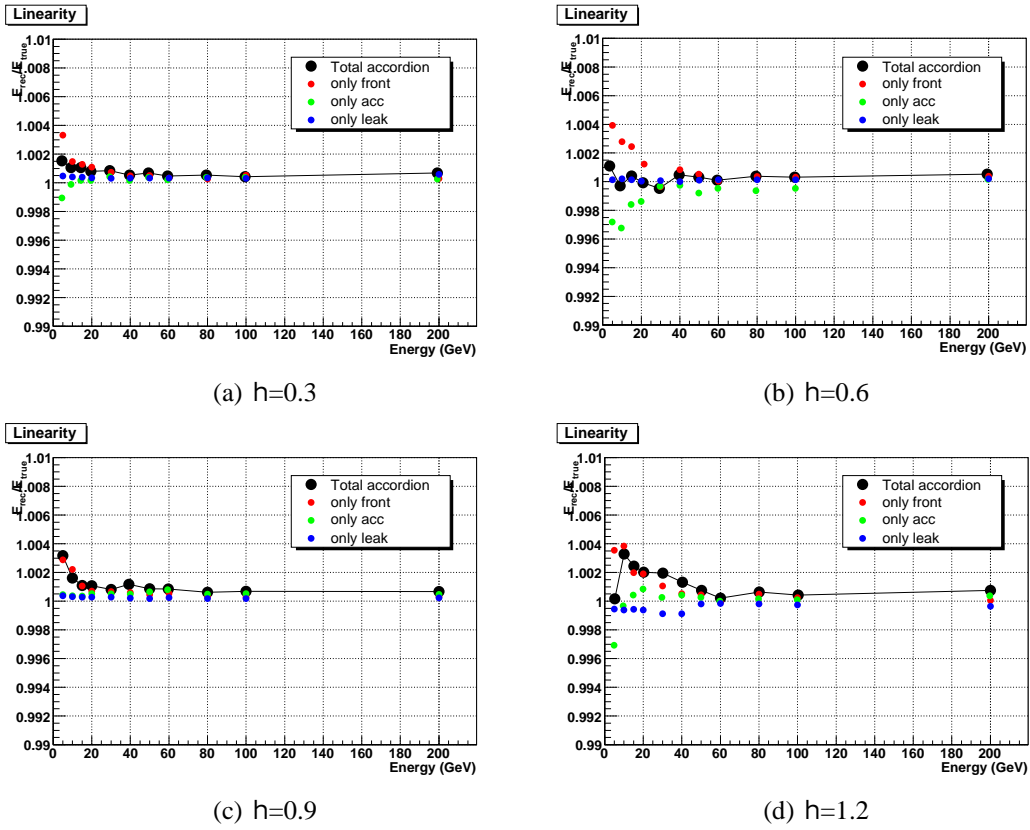 Linearity
E_rec/E_true
1.01
1.008
1.006
1.004
1.002
1
0.998
0.996
0.994
0.992
0.99
Total accordion
only front
only acc
only leak
0 20 40 60 80 100 120 140 160 180 200
Energy (GeV)
(a) h=0.3
Linearity
E_rec/E_true
1.01
1.008
1.006
1.004
1.002
1
0.998
0.996
0.994
0.992
0.99
Total accordion
only front
only acc
only leak
0 20 40 60 80 100 120 140 160 180 200
Energy (GeV)
(b) h=0.6
Linearity
E_rec/E_true
1.01
1.008
1.006
1.004
1.002
1
0.998
0.996
0.994
0.992
0.99
Total accordion
only front
only acc
only leak
0 20 40 60 80 100 120 140 160 180 200
Energy (GeV)
(c) h=0.9
Linearity
E_rec/E_true
1.01
1.008
1.006
1.004
1.002
1
0.998
0.996
0.994
0.992
0.99
Total accordion
only front
only acc
only leak
0 20 40 60 80 100 120 140 160 180 200
Energy (GeV)
(d) h=1.2